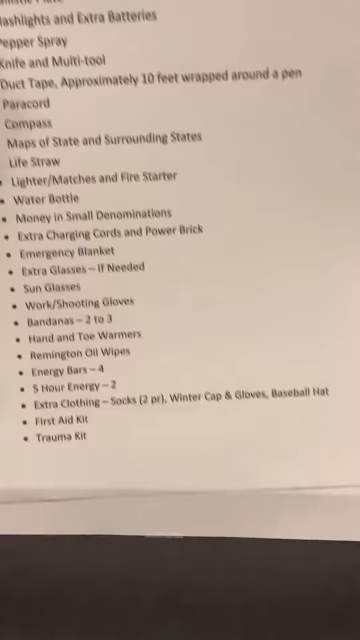 lashlights and Extra Batteries
epper Spray
Knife and Multi-tool
Duct Tape, Approximately 10 feet wrapped around a pen
Paracord
Compass
Maps of State and Surrounding States
Life Straw
• Lighter/Matches and Fire Starter
• Water Bottle
• Money in Small Denominations
• Extra Charging Cords and Power Brick
• Emergency Blanket
• Extra Glasses – If Needed
• Sun Glasses
• Work/Shooting Gloves
• Bandanas – 2 to 3
• Hand and Toe Warmers
• Remington Oil Wipes
• Energy Bars – 4
• 5 Hour Energy – 2
• Extra Clothing – Socks (2 pr), Winter Cap & Gloves, Baseball Hat
• First Aid Kit
• Trauma Kit